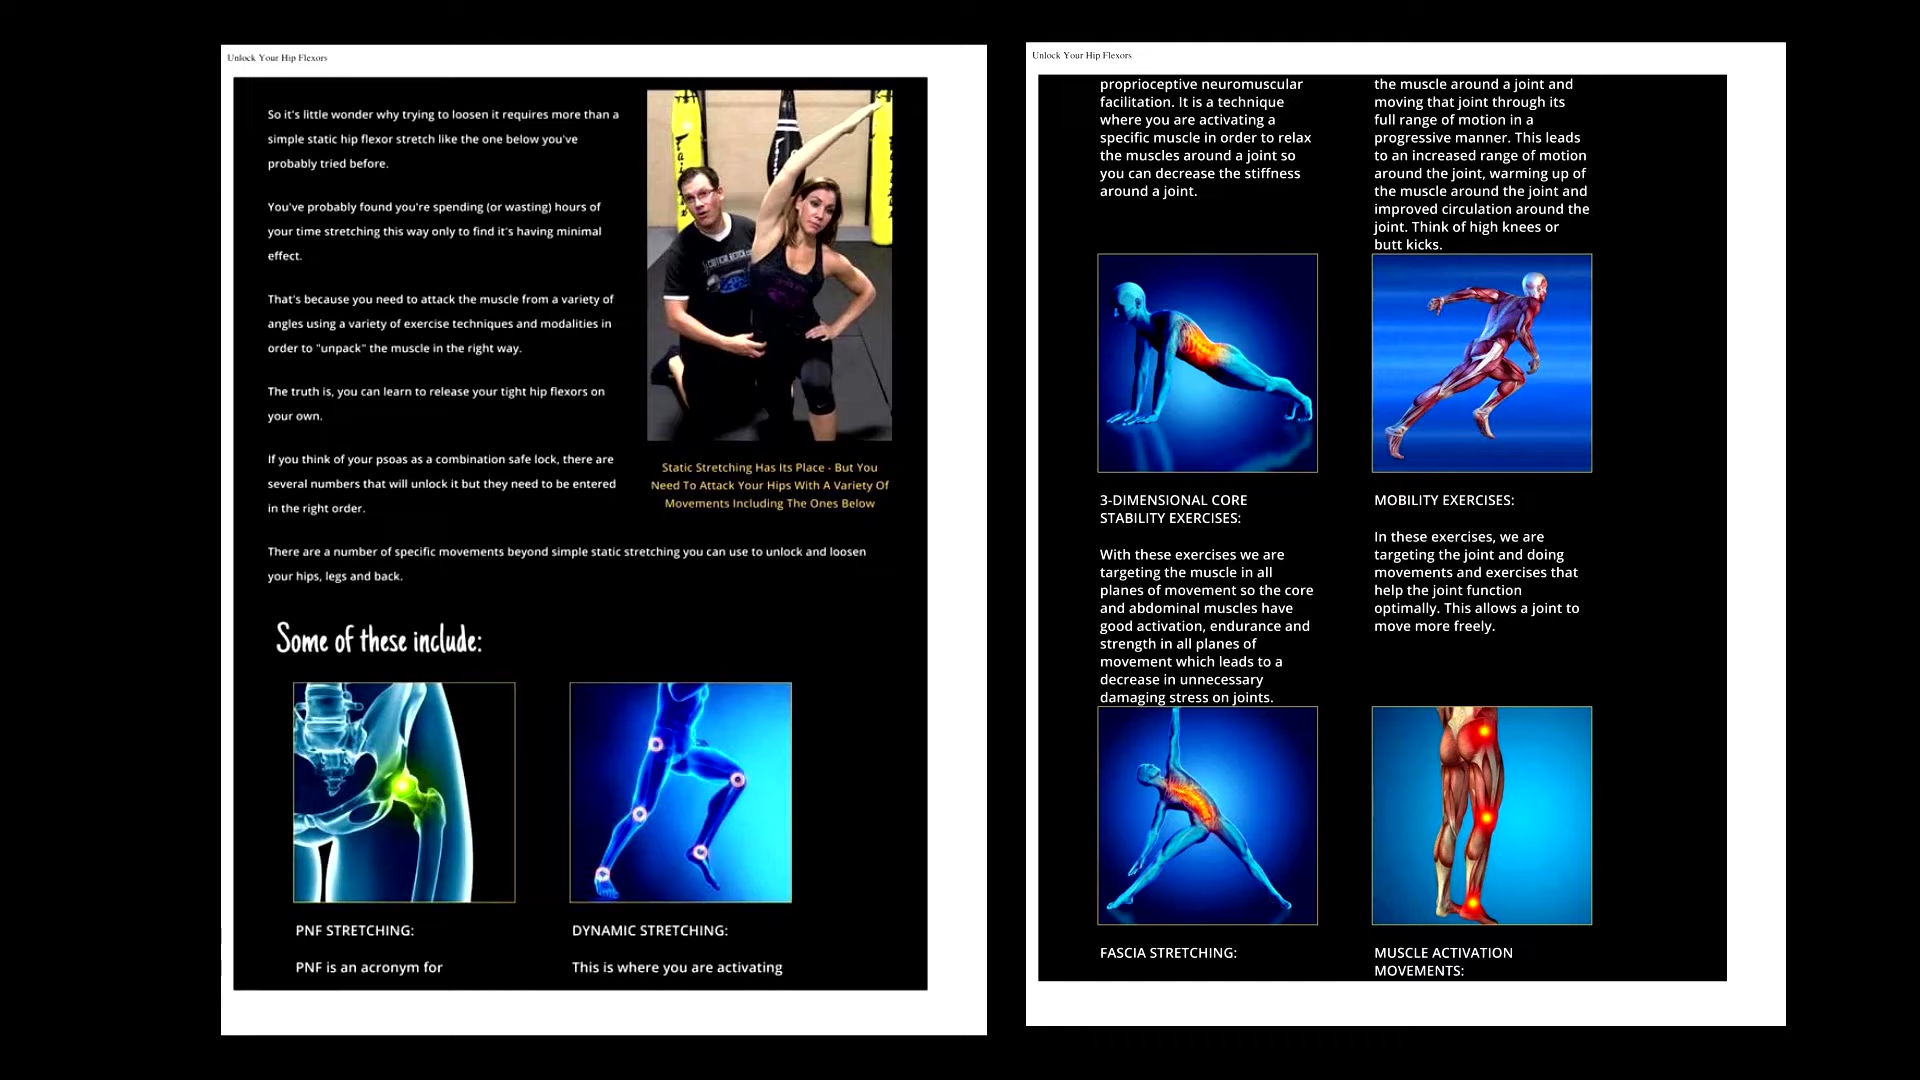 Unlock Your Hip Flexors
So it's little wonder why trying to loosen it requires more than a
simple static hip flexor stretch like the one below you've
probably tried before.
You've probably found you're spending (or wasting) hours of
your time stretching this way only to find it's having minimal
effect.
That's because you need to attack the muscle from a variety of
angles using a variety of exercise techniques and modalities in
order to "unpack" the muscle in the right way.
The truth is, you can learn to release your tight hip flexors on
your own.
If you think of your psoas as a combination safe lock, there are
several numbers that will unlock it but they need to be entered
in the right order.
Static Stretching Has Its Place - But You
Need To Attack Your Hips With A Variety Of
Movements Including The Ones Below
There are a number of specific movements beyond simple static stretching you can use to unlock and loosen
your hips, legs and back.
Some of these include:
PNF STRETCHING:
PNF is an acronym for
DYNAMIC STRETCHING:
This is where you are activating
Unlock Your Hip Flexors
proprioceptive neuromuscular
facilitation. It is a technique
where you are activating a
specific muscle in order to relax
the muscles around a joint so
you can decrease the stiffness
around a joint.
the muscle around a joint and
moving that joint through its
full range of motion in a
progressive manner. This leads
to an increased range of motion
around the joint, warming up of
the muscle around the joint and
improved circulation around the
joint. Think of high knees or
butt kicks.
3-DIMENSIONAL CORE
STABILITY EXERCISES:
With these exercises we are
targeting the muscle in all
planes of movement so the core
and abdominal muscles have
good activation, endurance and
strength in all planes of
movement which leads to a
decrease in unnecessary
damaging stress on joints.
MOBILITY EXERCISES:
In these exercises, we are
targeting the joint and doing
movements and exercises that
help the joint function
optimally. This allows a joint to
move more freely.
FASCIA STRETCHING:
MUSCLE ACTIVATION
MOVEMENTS: